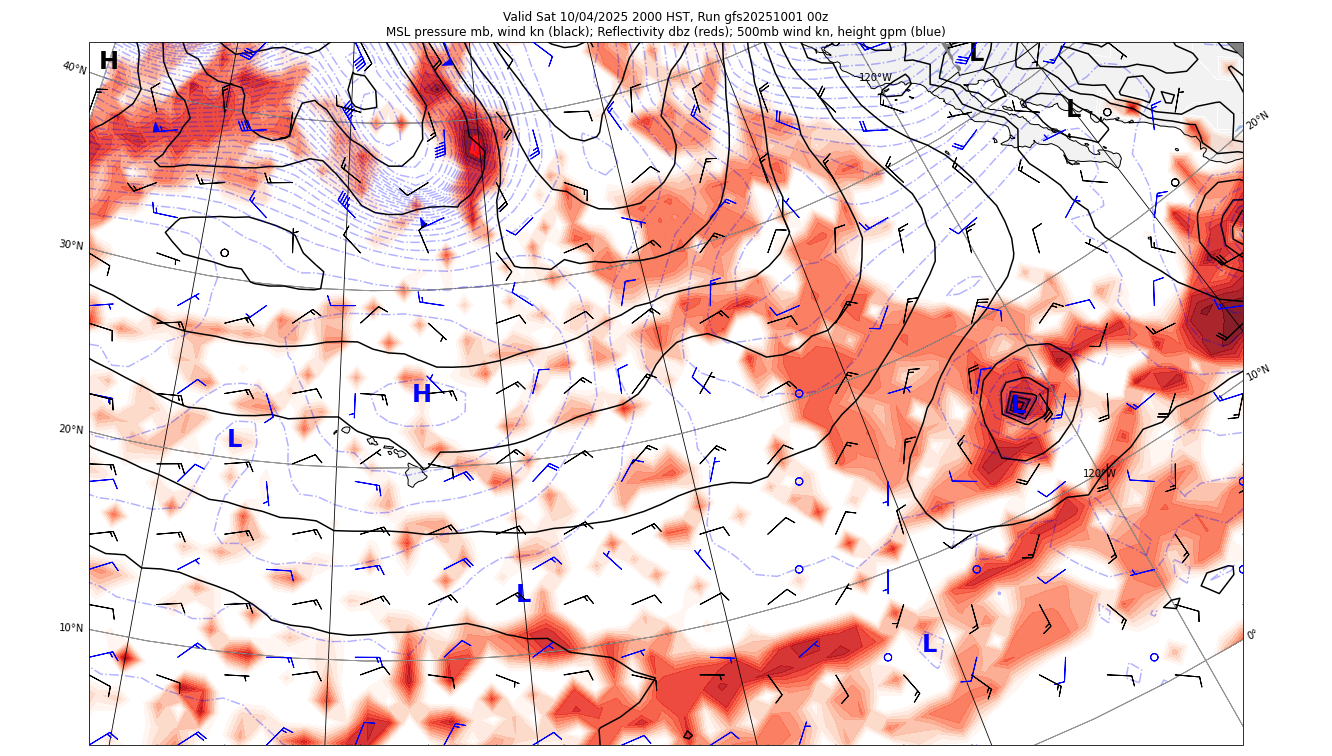 Valid Sat 10/04/2025 2000 HST, Run gfs20251001 00z
MSL pressure mb, wind kn (black); Reflectivity dbz (reds); 500mb wind kn, height gpm (blue)
H
L
40°N
120°W
L
20°N
30°N
10°N
H
L
20°N
L
120°W
L
10°N
L
0°